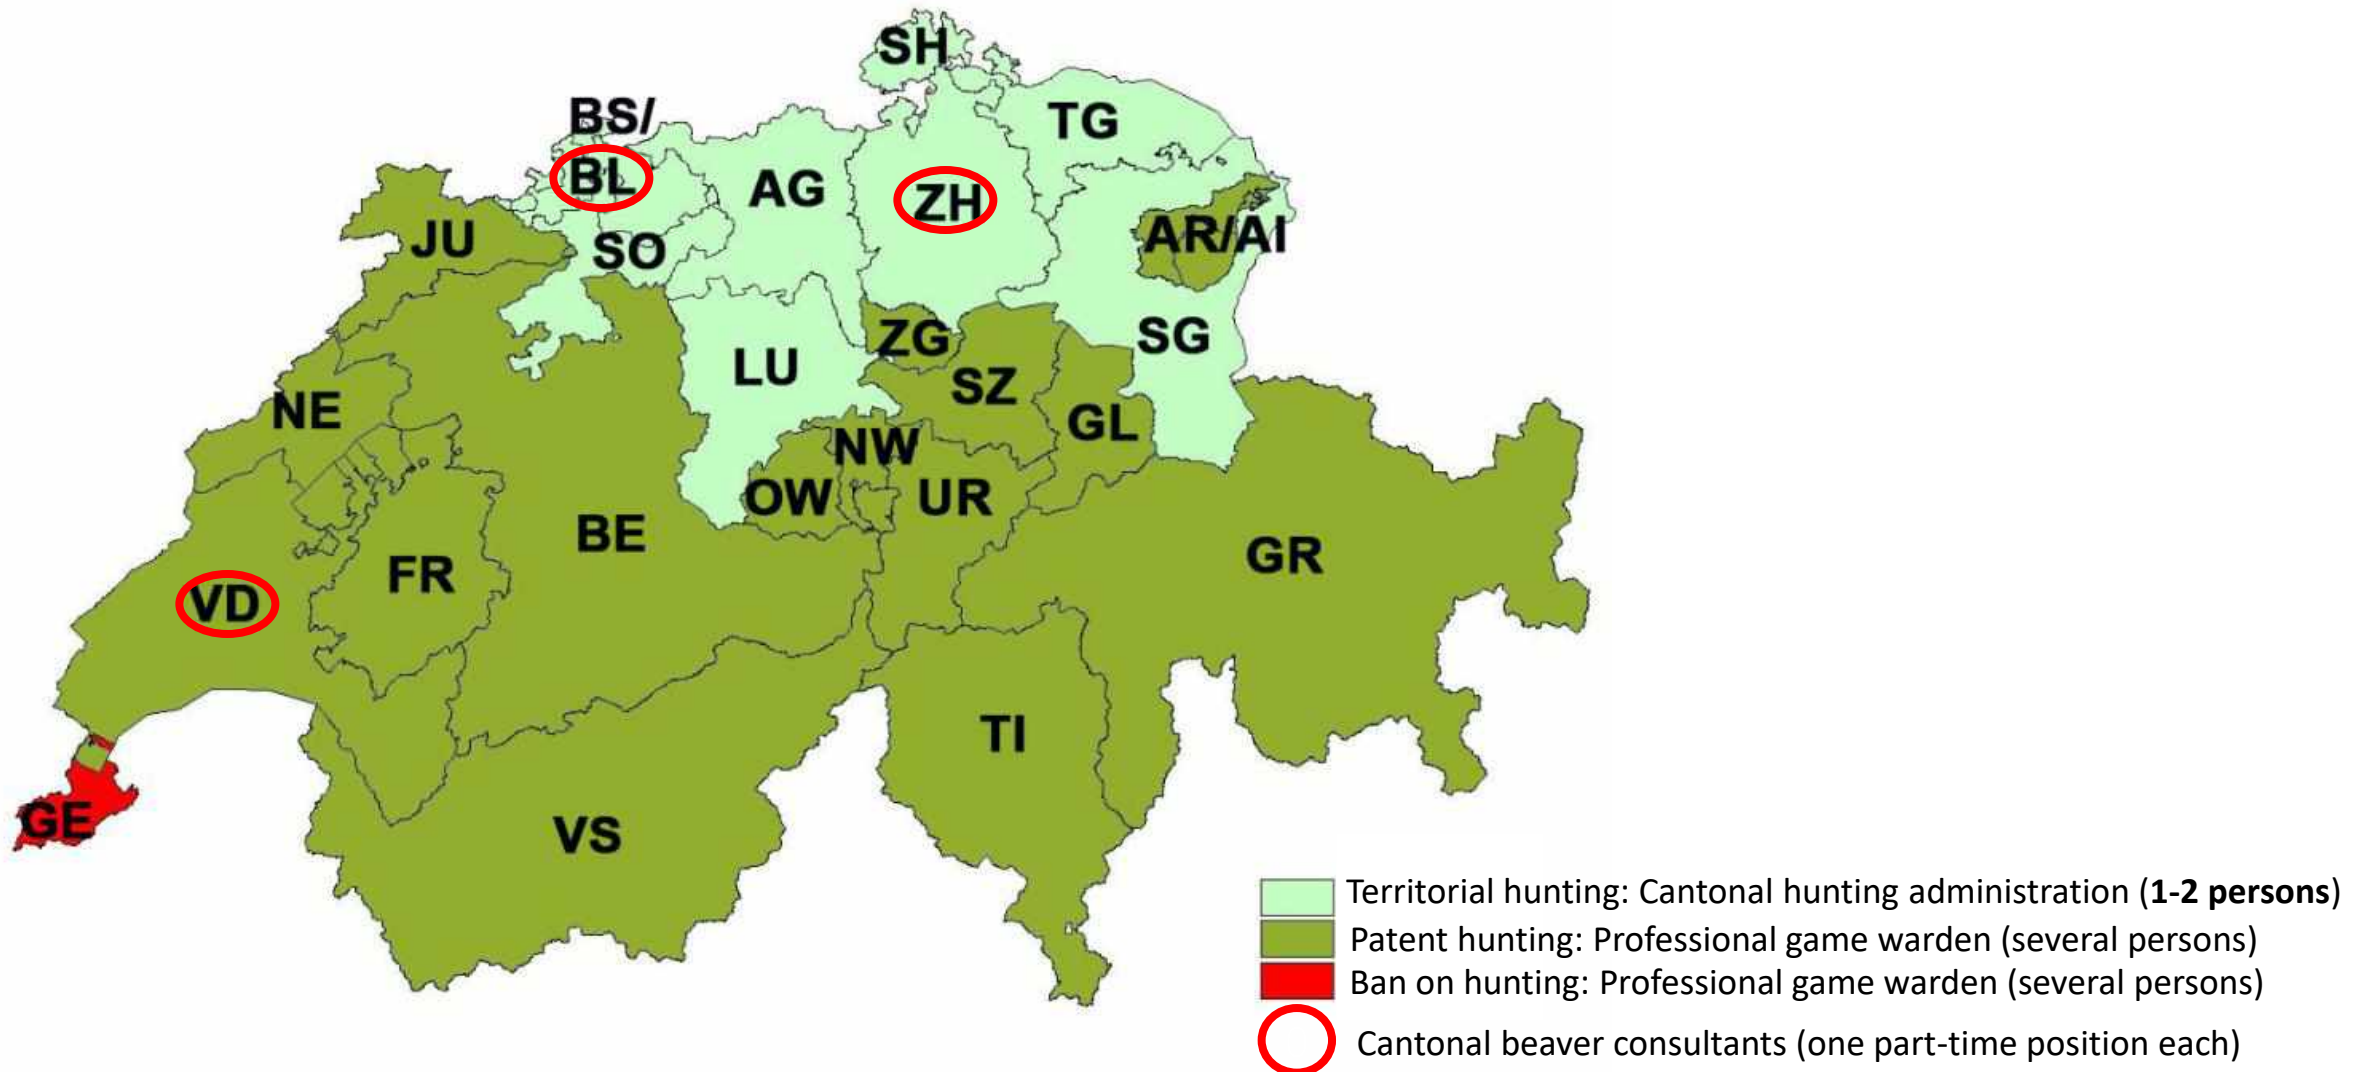 SH
BS/
TG
BL
AG
ZH
JU
SO
AR/AI
ZG
SG
LU
SZ
NE
GL
NW
OW
UR
BE
GR
FR
VD
TI
GE
VS
Territorial hunting: Cantonal hunting administration (1-2 persons)
Patent hunting: Professional game warden (several persons)
Ban on hunting: Professional game warden (several persons)
Cantonal beaver consultants (one part-time position each)